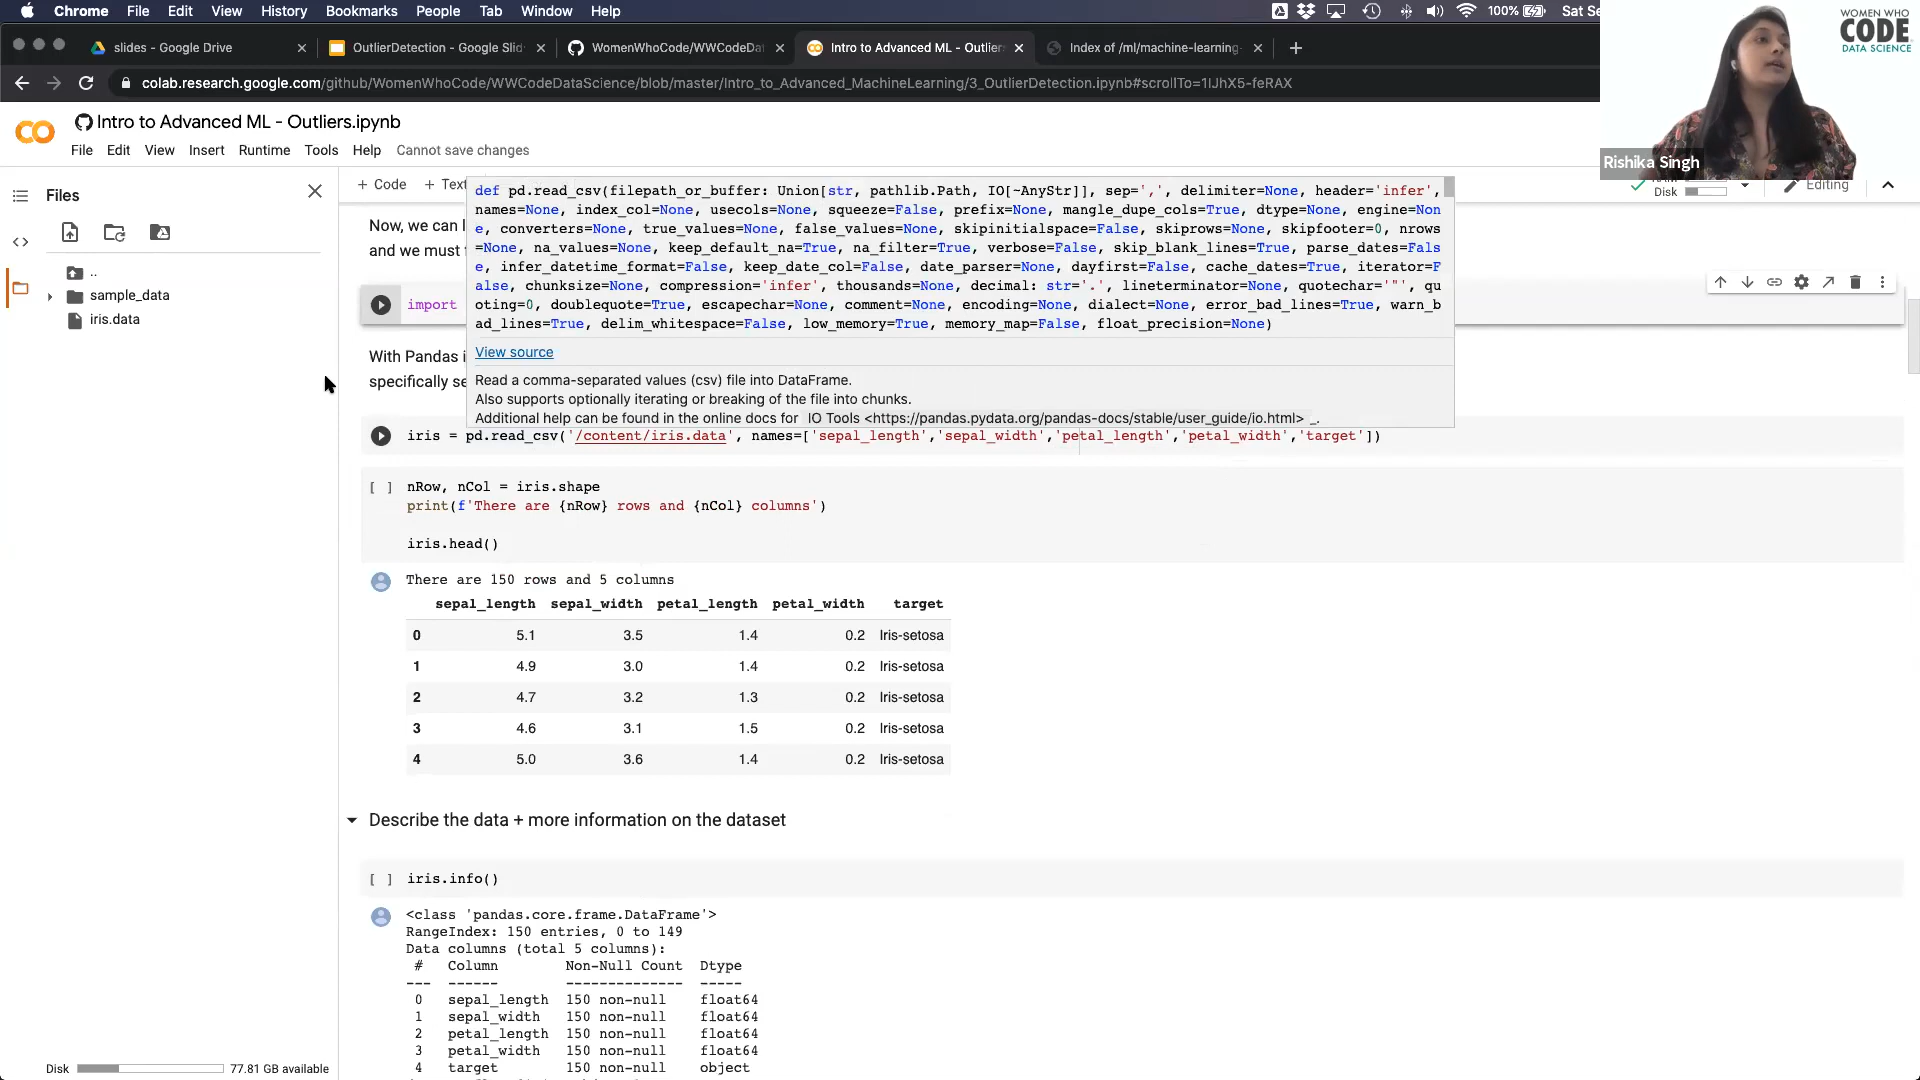 Chrome File Edit View History Bookmarks People Tab Window Help 100% Sat Se
slides - Google Drive OutlierDetection - Google Slid WomenWhoCode/WWCodeDat Intro to Advanced ML - Outlier Index of /ml/machine-learning-
colab.research.google.com/github/WomenWhoCode/WWCodeDataScience/blob/master/Intro_to_Advanced_MachineLearning/3_OutlierDetection.ipynb#scrollTo=1IJhX5-feRAX
WOMEN WHO
CODE
DATA SCIENCE
Rishika Singh
CO Intro to Advanced ML - Outliers.ipynb
File Edit View Insert Runtime Tools Help Cannot save changes
Files
+ Code + Text
Disk
Editing
..
sample_data
iris.data
Now, we can l
and we must
import
def pd.read_csv(filepath_or_buffer: Union[str, pathlib.Path, IO[~AnyStr]], sep=',', delimiter=None, header='infer',
names=None, index_col=None, usecols=None, squeeze=False, prefix=None, mangle_dupe_cols=True, dtype=None, engine=Non
e, converters=None, true_values=None, false_values=None, skipinitialspace=False, skiprows=None, skipfooter=0, nrows
=None, na_values=None, keep_default_na=True, na_filter=True, verbose=False, skip_blank_lines=True, parse_dates=Fals
e, infer_datetime_format=False, keep_date_col=False, date_parser=None, dayfirst=False, cache_dates=True, iterator=F
alse, chunksize=None, compression='infer', thousands=None, decimal: str='.', lineterminator=None, quotechar='"', qu
oting=0, doublequote=True, escapechar=None, comment=None, encoding=None, dialect=None, error_bad_lines=True, warn_b
ad_lines=True, delim_whitespace=False, low_memory=True, memory_map=False, float_precision=None)
View source
Read a comma-separated values (csv) file into DataFrame.
Also supports optionally iterating or breaking of the file into chunks.
Additional help can be found in the online docs for IO Tools <https://pandas.pydata.org/pandas-docs/stable/user_guide/io.html> _.
With Pandas i
specifically se
iris = pd.read_csv('/content/iris.data', names=['sepal_length','sepal_width','petal_length','petal_width','target'])
[ ] nRow, nCol = iris.shape
print(f'There are {nRow} rows and {nCol} columns')
iris.head()
There are 150 rows and 5 columns
sepal_length sepal_width petal_length petal_width target
0 5.1 3.5 1.4 0.2 Iris-setosa
1 4.9 3.0 1.4 0.2 Iris-setosa
2 4.7 3.2 1.3 0.2 Iris-setosa
3 4.6 3.1 1.5 0.2 Iris-setosa
4 5.0 3.6 1.4 0.2 Iris-setosa
Describe the data + more information on the dataset
[ ] iris.info()
<class 'pandas.core.frame.DataFrame'>
RangeIndex: 150 entries, 0 to 149
Data columns (total 5 columns):
# Column Non-Null Count Dtype
--- ------ -------------- -----
0 sepal_length 150 non-null float64
1 sepal_width 150 non-null float64
2 petal_length 150 non-null float64
3 petal_width 150 non-null float64
4 target 150 non-null object
Disk 77.81 GB available